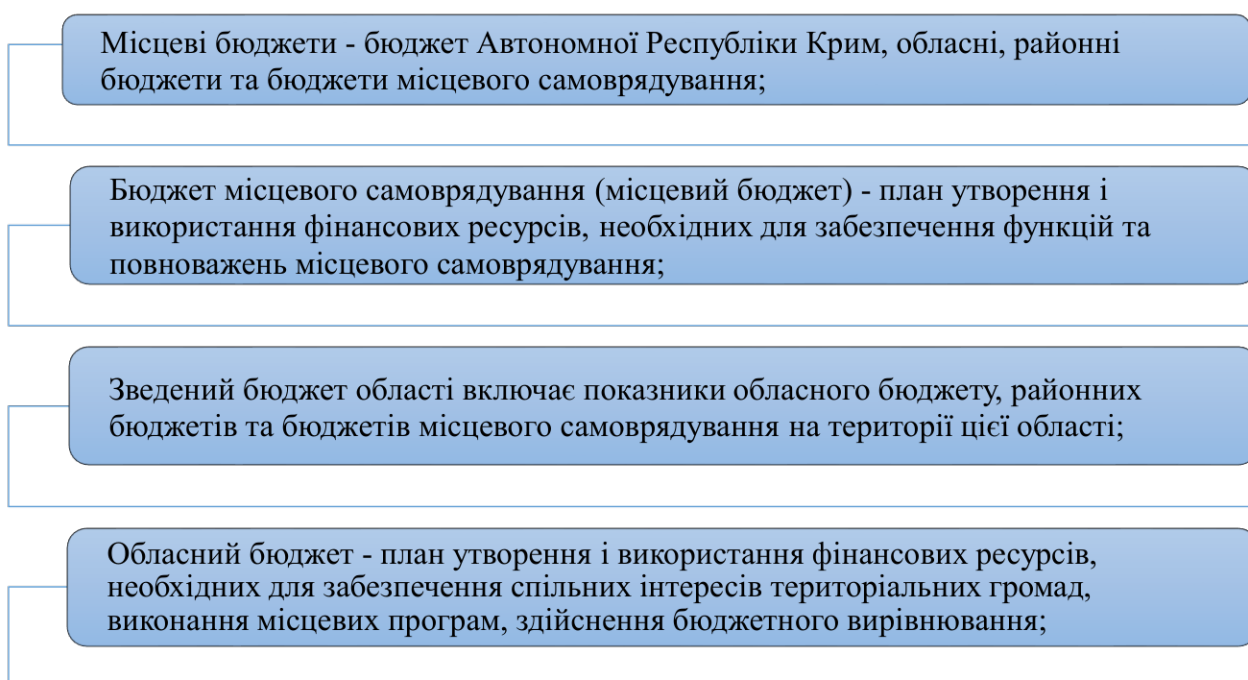 Місцеві бюджети - бюджет Автономної Республіки Крим, обласні, районні
бюджети та бюджети місцевого самоврядування;
Бюджет місцевого самоврядування (місцевий бюджет) - план утворення і
використання фінансових ресурсів, необхідних для забезпечення функцій та
повноважень місцевого самоврядування;
Зведений бюджет області включає показники обласного бюджету, районних
бюджетів та бюджетів місцевого самоврядування на території цієї області;
Обласний бюджет - план утворення і використання фінансових ресурсів,
необхідних для забезпечення спільних інтересів територіальних громад,
виконання місцевих програм, здійснення бюджетного вирівнювання;